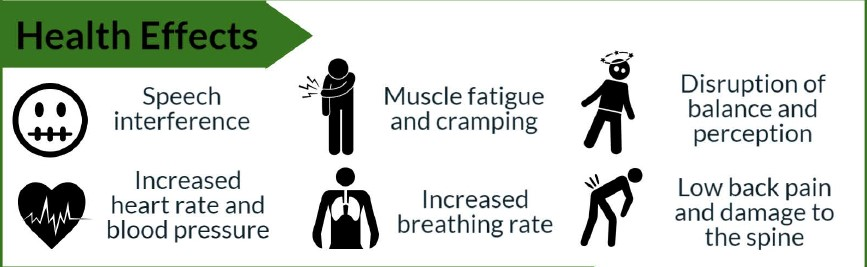 Health Effects
Speech
interference
Muscle fatigue
and cramping
Disruption of
balance and
perception
Increased
heart rate and
blood pressure
Increased
breathing rate
Low back pain
and damage to
the spine